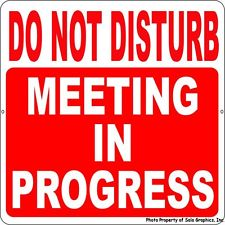 DO NOT DISTURB
MEETING
IN
PROGRESS
Photo Property of Sala Graphics, Inc